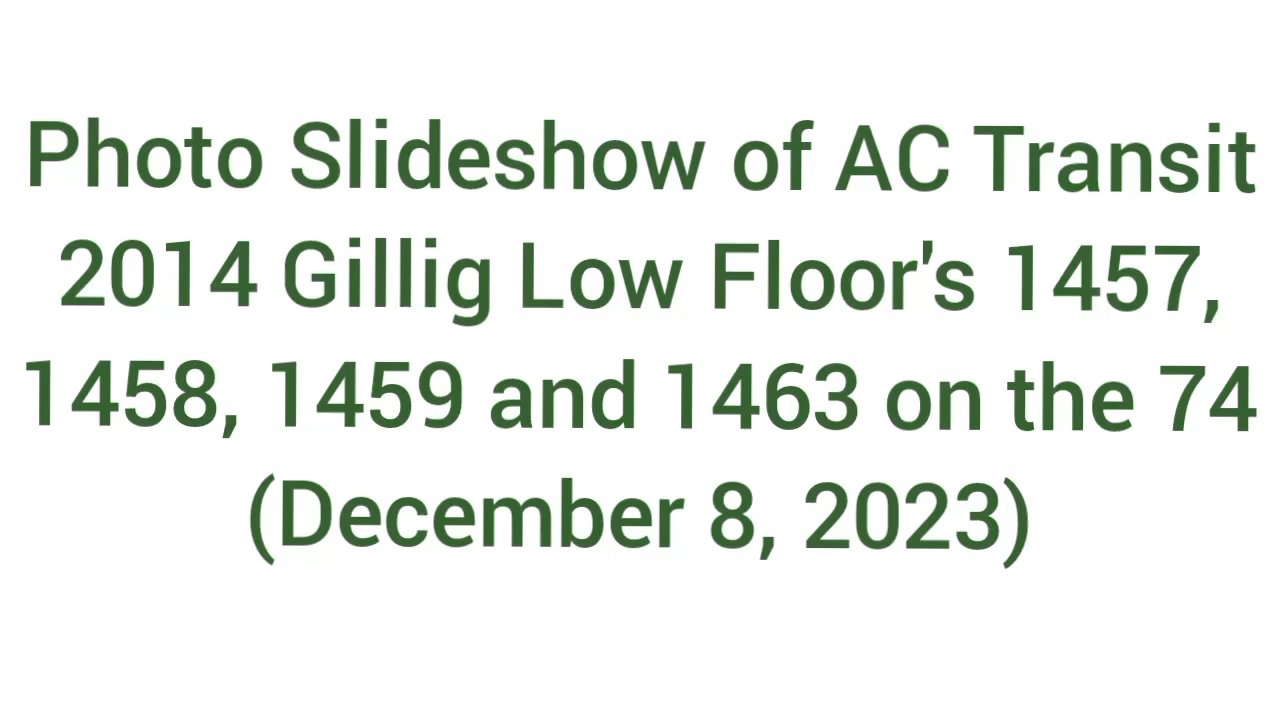 Photo Slideshow of AC Transit
2014 Gillig Low Floor's 1457,
1458, 1459 and 1463 on the 74
(December 8, 2023)